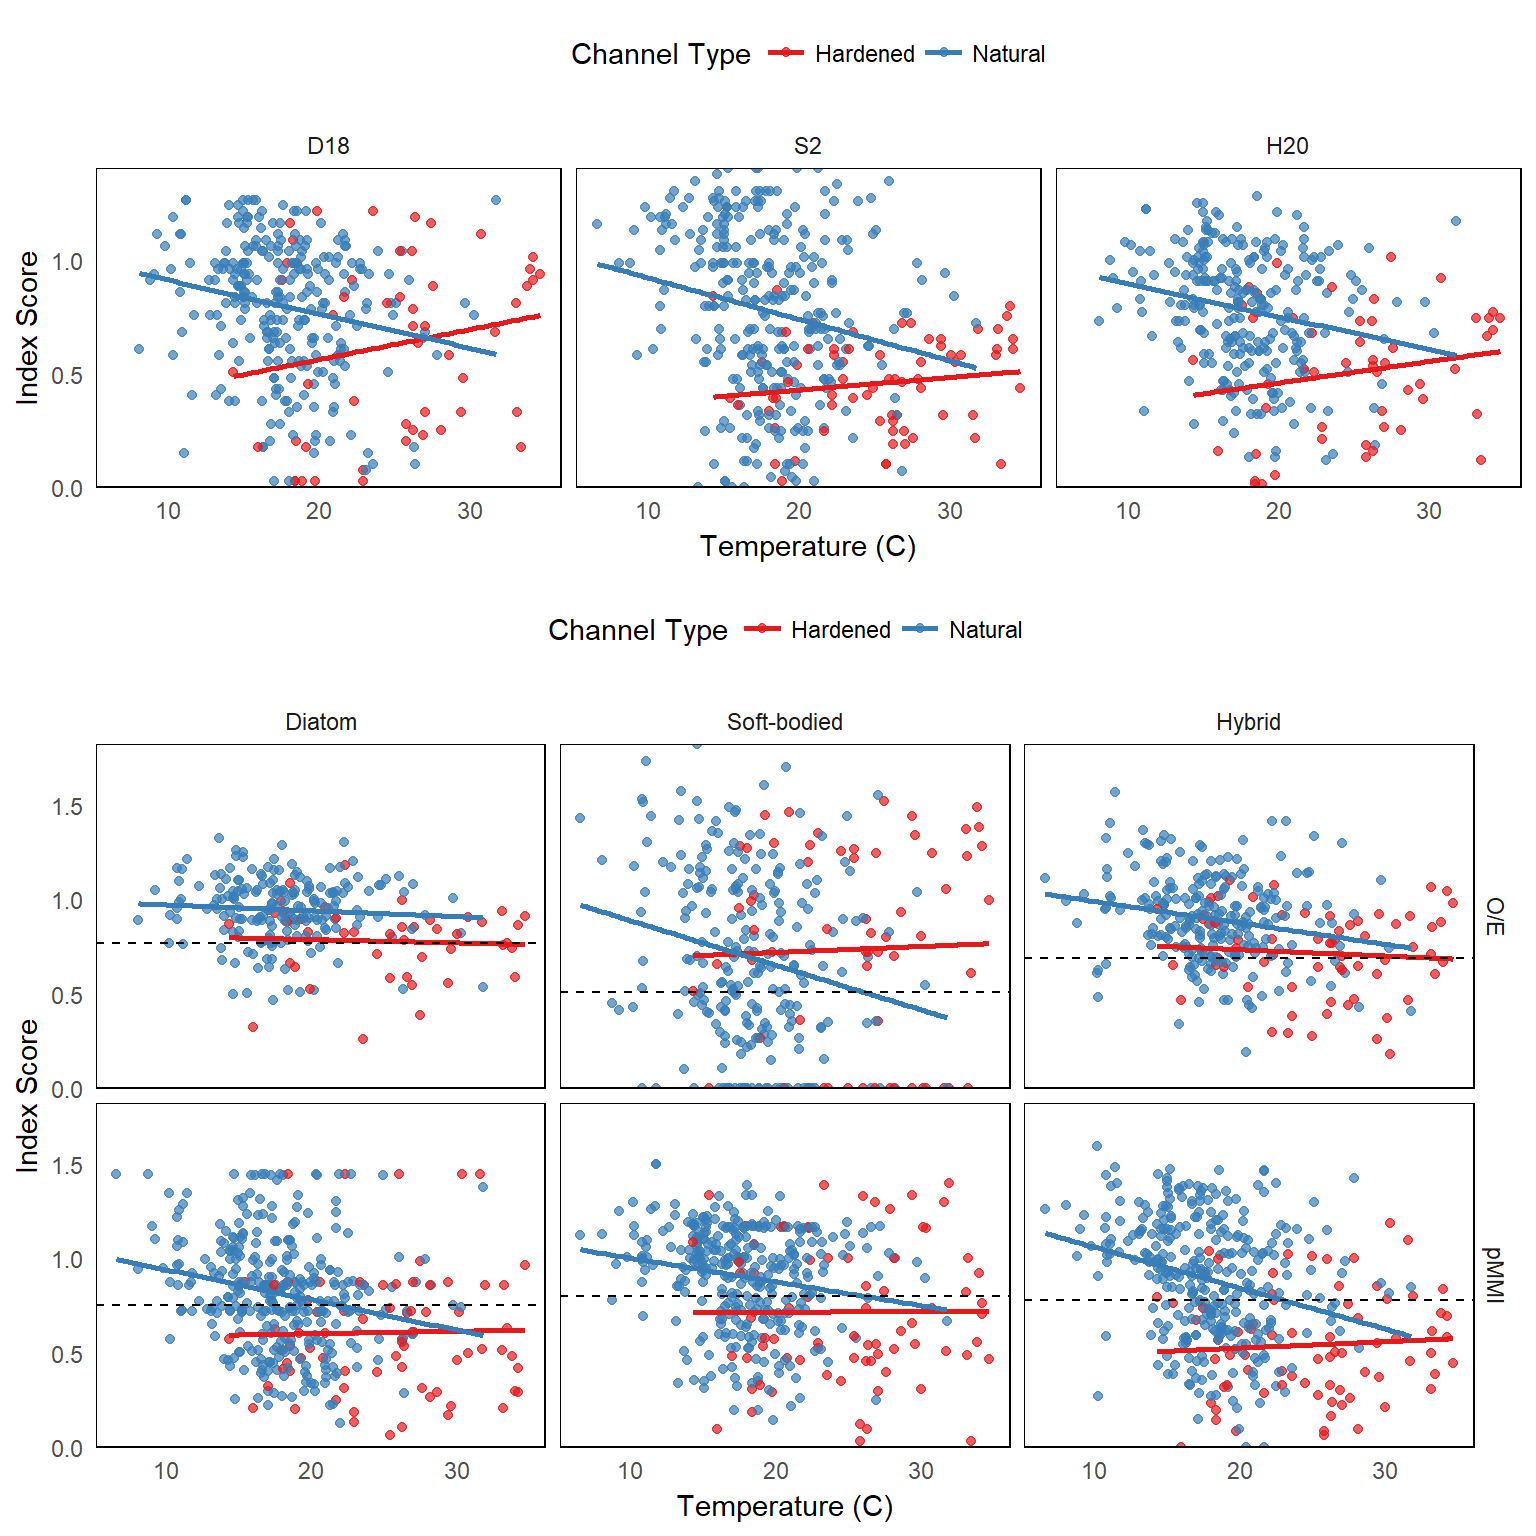 Channel Type Hardened Natural
D18 S2 H20
Index Score
1.0
0.5
0.0
10 20 30 10 20 30 10 20 30
Temperature (C)
Channel Type Hardened Natural
Diatom Soft-bodied Hybrid
Index Score
1.5
1.0
0.5
0.0
O/E
1.5
1.0
0.5
0.0
pMMI
10 20 30 10 20 30 10 20 30
Temperature (C)